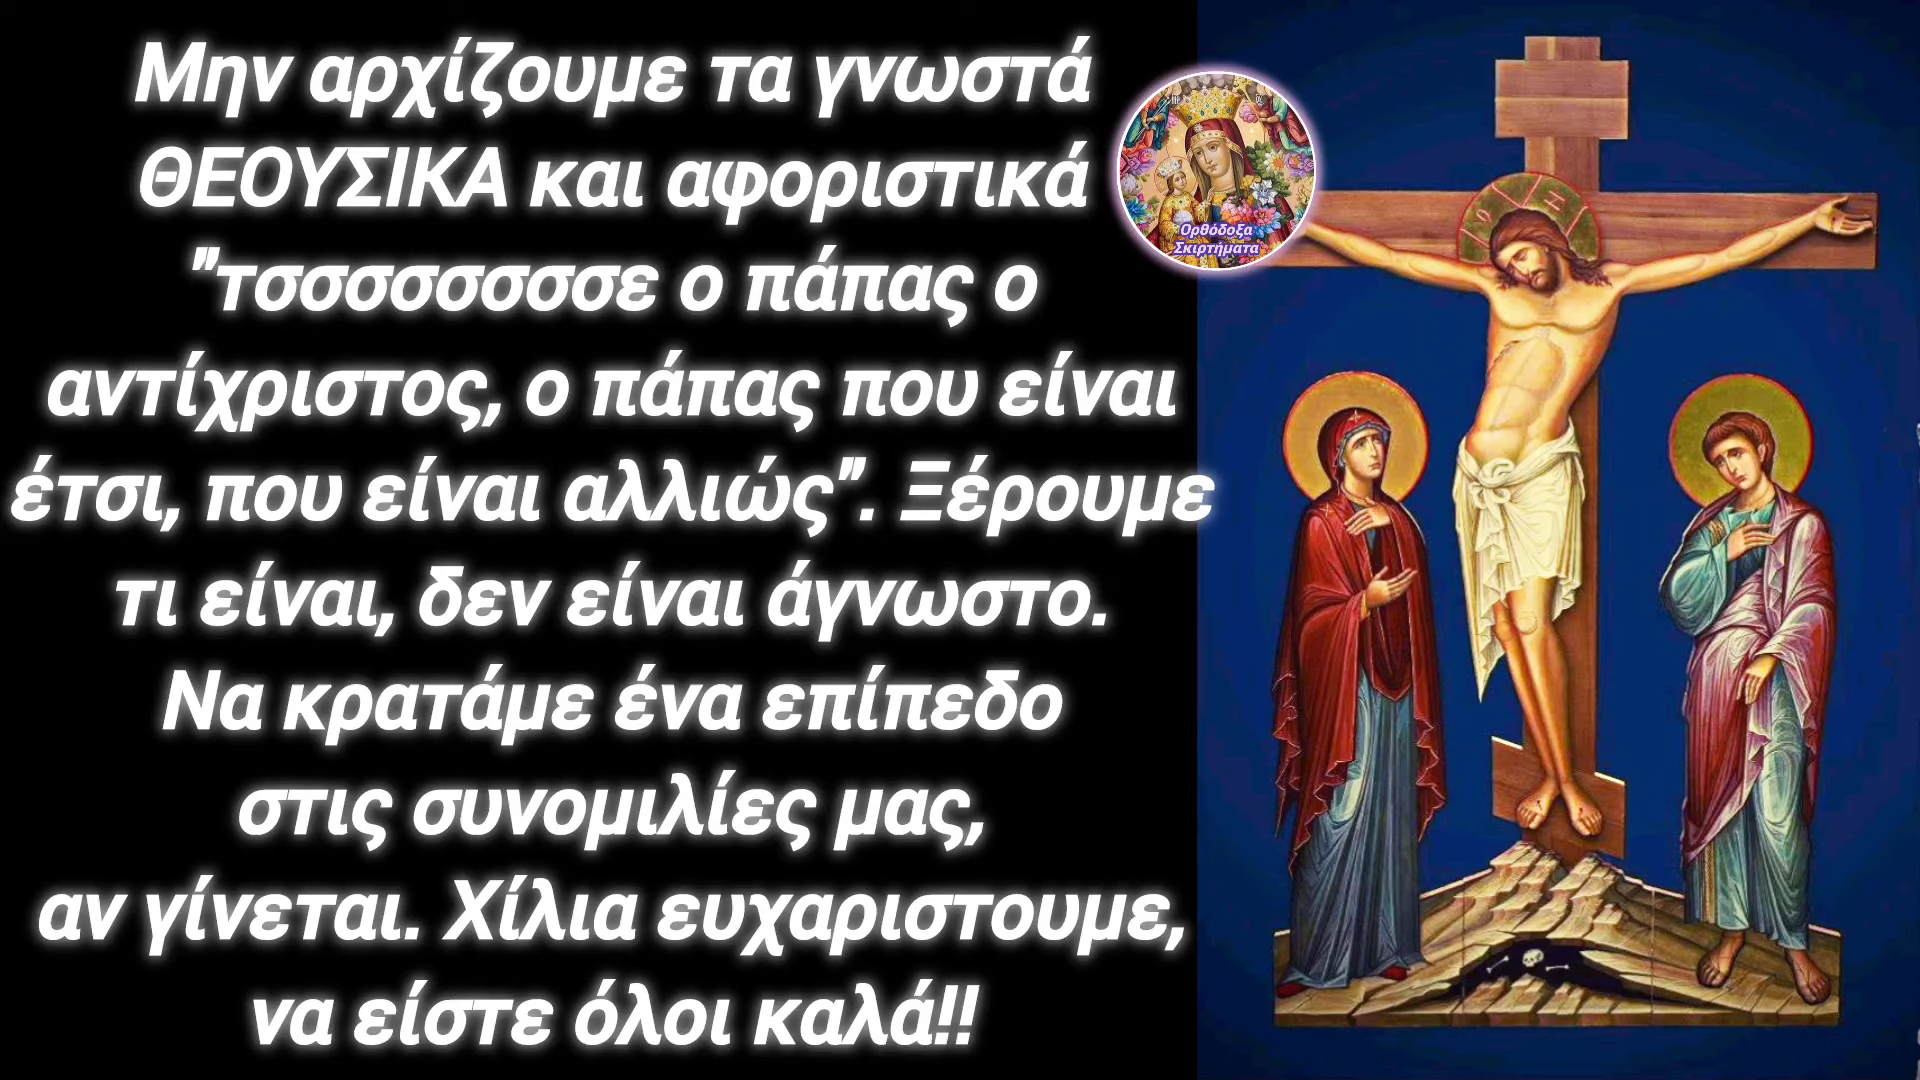 Μην αρχίζουμε τα γνωστά
ΘΕΟΥΣΙΚΑ και αφοριστικά
"τσσσσσσσσσε ο πάπας ο
αντίχριστος, ο πάπας που είναι
έτσι, που είναι αλλιώς". Ξέρουμε
τι είναι, δεν είναι άγνωστο.
Να κρατάμε ένα επίπεδο
στις συνομιλίες μας,
αν γίνεται. Χίλια ευχαριστουμε,
να είστε όλοι καλά!!
Ορθόδοξα
Σκιρτήματα
Ο Η